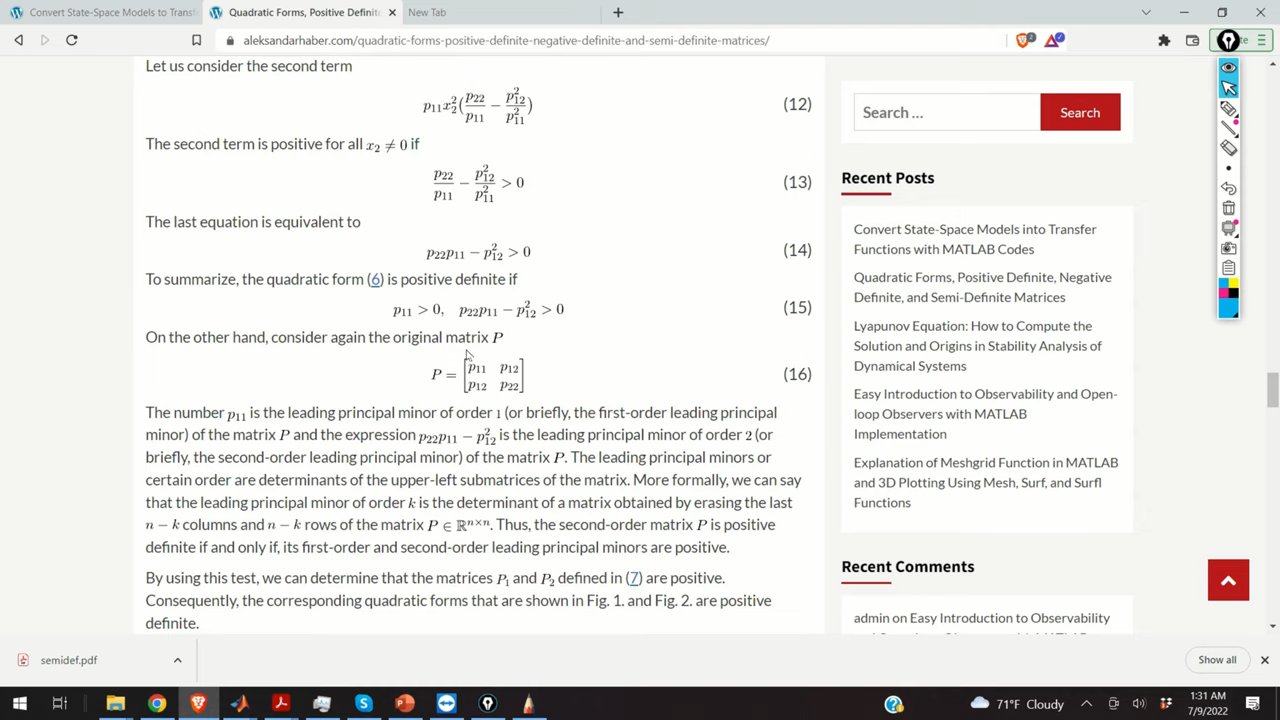 Convert State-Space Models to Transf
Quadratic Forms, Positive Definite
New Tab
aleksandarhaber.com/quadratic-forms-positive-definite-negative-definite-and-semi-definite-matrices/
Let us consider the second term
p₁₁x₂²(p₂₂/p₁₁ − p₁₂²/p₁₁²) (12)
The second term is positive for all x₂ ≠ 0 if
p₂₂/p₁₁ − p₁₂²/p₁₁² > 0 (13)
The last equation is equivalent to
p₂₂p₁₁ − p₁₂² > 0 (14)
To summarize, the quadratic form (6) is positive definite if
p₁₁ > 0, p₂₂p₁₁ − p₁₂² > 0 (15)
On the other hand, consider again the original matrix P
P = [p₁₁ p₁₂
p₁₂ p₂₂] (16)
The number p₁₁ is the leading principal minor of order 1 (or briefly, the first-order leading principal
minor) of the matrix P and the expression p₂₂p₁₁ − p₁₂² is the leading principal minor of order 2 (or
briefly, the second-order leading principal minor) of the matrix P. The leading principal minors or
certain order are determinants of the upper-left submatrices of the matrix. More formally, we can say
that the leading principal minor of order k is the determinant of a matrix obtained by erasing the last
n − k columns and n − k rows of the matrix P ∈ ℝⁿˣⁿ. Thus, the second-order matrix P is positive
definite if and only if, its first-order and second-order leading principal minors are positive.
By using this test, we can determine that the matrices P₁ and P₂ defined in (7) are positive.
Consequently, the corresponding quadratic forms that are shown in Fig. 1. and Fig. 2. are positive
definite.
Search …
Search
Recent Posts
Convert State-Space Models into Transfer
Functions with MATLAB Codes
Quadratic Forms, Positive Definite, Negative
Definite, and Semi-Definite Matrices
Lyapunov Equation: How to Compute the
Solution and Origins in Stability Analysis of
Dynamical Systems
Easy Introduction to Observability and Open-
loop Observers with MATLAB
Implementation
Explanation of Meshgrid Function in MATLAB
and 3D Plotting Using Mesh, Surf, and Surfl
Functions
Recent Comments
admin on Easy Introduction to Observability
semidef.pdf
Show all
71°F Cloudy
1:31 AM
7/9/2022